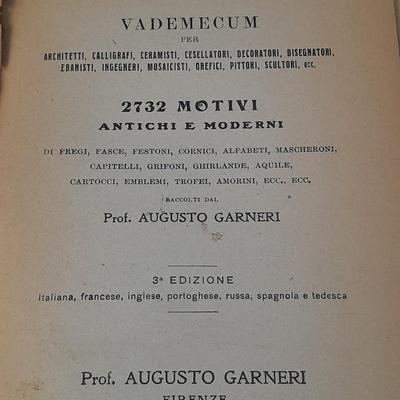 VADEMECUM
PER
ARCHITETTI, CALLIGRAFI, CERAMISTI, CESELLATORI, DECORATORI, DISEGNATORI,
EBANISTI, INGEGNERI, MOSAICISTI, OREFICI, PITTORI, SCULTORI, ecc.
2732 MOTIVI
ANTICHI E MODERNI
DI FREGI, FASCE, FESTONI, CORNICI, ALFABETI, MASCHERONI,
CAPITELLI, GRIFONI, GHIRLANDE, AQUILE,
CARTOCCI, EMBLEMI, TROFEI, AMORINI, ECC., ECC.
RACCOLTI DAL
Prof. AUGUSTO GARNERI
3ª EDIZIONE
Italiana, francese, inglese, portoghese, russa, spagnola e tedesca
Prof. AUGUSTO GARNERI
FIRENZE